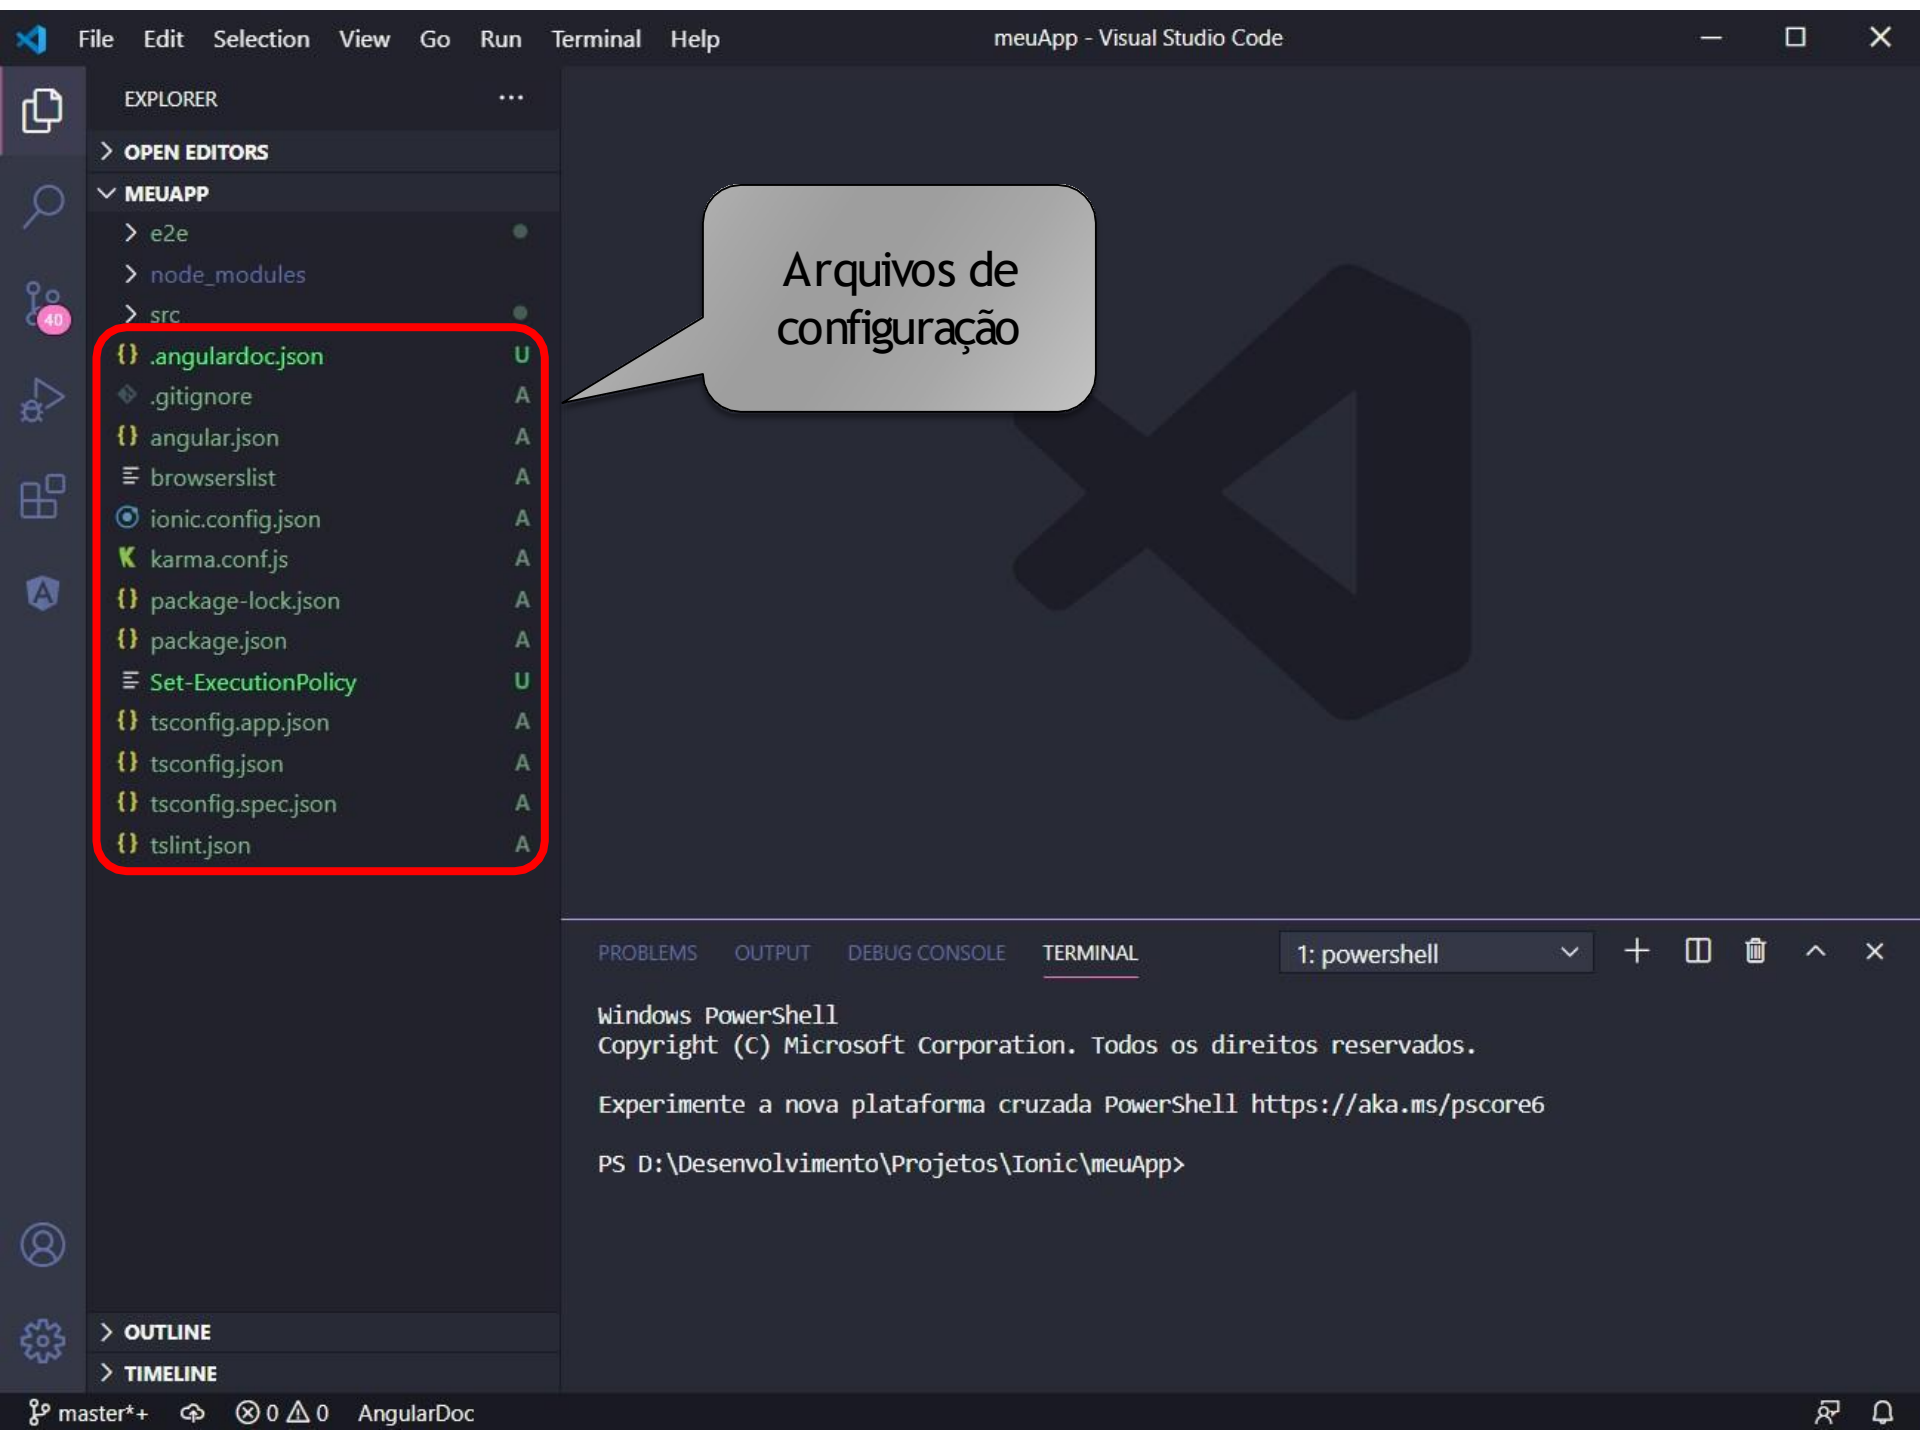 File Edit Selection View Go Run Terminal Help meuApp - Visual Studio Code
EXPLORER
OPEN EDITORS
MEUAPP
e2e
node_modules
src
.angulardoc.json U
.gitignore A
angular.json A
browserslist A
ionic.config.json A
karma.conf.js A
package-lock.json A
package.json A
Set-ExecutionPolicy U
tsconfig.app.json A
tsconfig.json A
tsconfig.spec.json A
tslint.json A
40
Arquivos de
configuração
PROBLEMS OUTPUT DEBUG CONSOLE TERMINAL 1: powershell
Windows PowerShell
Copyright (C) Microsoft Corporation. Todos os direitos reservados.
Experimente a nova plataforma cruzada PowerShell https://aka.ms/pscore6
PS D:\Desenvolvimento\Projetos\Ionic\meuApp>
OUTLINE
TIMELINE
master*+ 0 0 AngularDoc